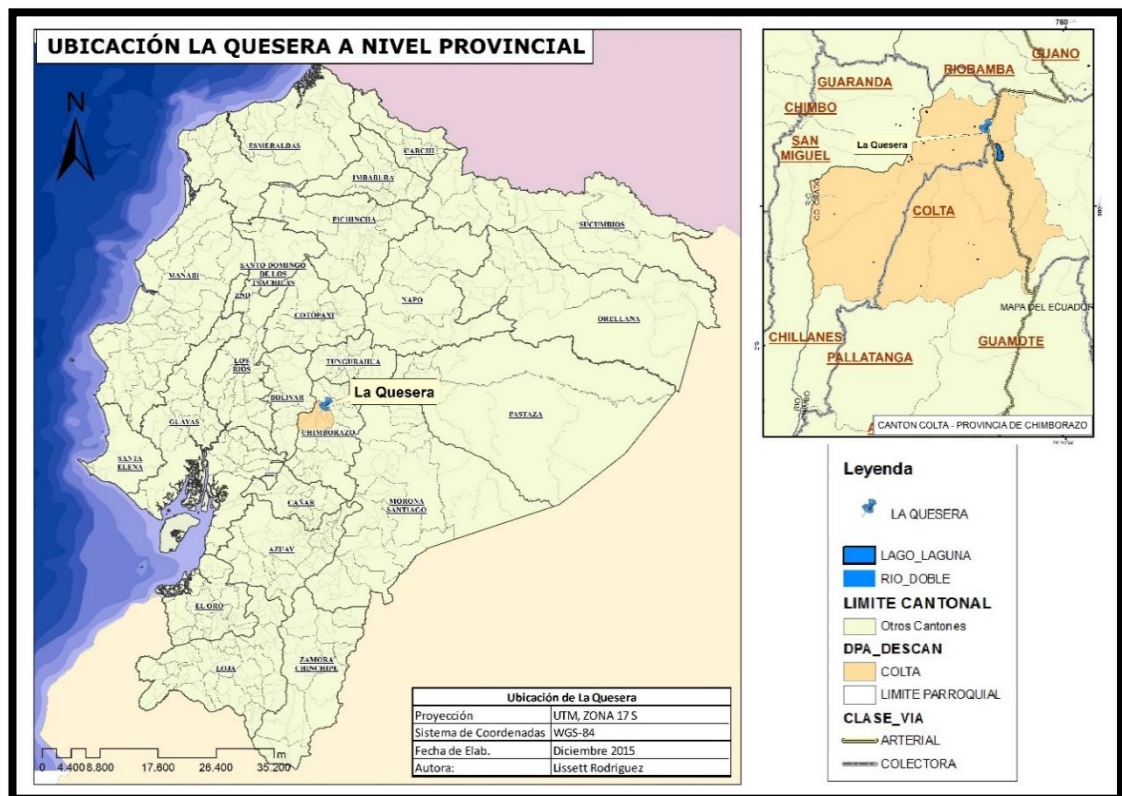 UBICACIÓN LA QUESERA A NIVEL PROVINCIAL
N
ESMERALDAS
CARCHI
IMBABURA
PICHINCHA
SUCUMBIOS
SANTO DOMINGO
DE LOS
TSACHILAS
MANABI
ZND
NAPO
COTOPAXI
ORELLANA
LOS
RIOS
TUNGURAHUA
BOLIVAR
La Quesera
PASTAZA
CHIMBORAZO
GUAYAS
SANTA
ELENA
CAÑAR
MORONA
SANTIAGO
AZUAY
EL ORO
LOJA
ZAMORA
CHINCHIPE
0 4.400 8.800 17.600 26.400 35.200 m
Ubicación de La Quesera
Proyección UTM, ZONA 17 S
Sistema de Coordenadas WGS-84
Fecha de Elab. Diciembre 2015
Autora: Lissett Rodriguez
780
GUANO
RIOBAMBA
GUARANDA
CHIMBO
La Quesera
SAN
MIGUEL
COLTA
MAPA DEL ECUADOR
CHILLANES
GUAMOTE
PALLATANGA
CANTON COLTA - PROVINCIA DE CHIMBORAZO
Leyenda
LA QUESERA
LAGO_LAGUNA
RIO_DOBLE
LIMITE CANTONAL
Otros Cantones
DPA_DESCAN
COLTA
LIMITE PARROQUIAL
CLASE_VIA
ARTERIAL
COLECTORA